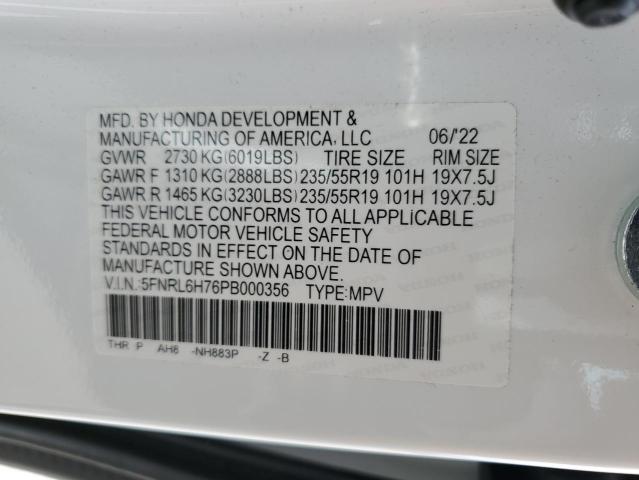 MFD. BY HONDA DEVELOPMENT &
MANUFACTURING OF AMERICA, LLC 06/'22
GVWR 2730 KG(6019LBS) TIRE SIZE RIM SIZE
GAWR F 1310 KG(2888LBS) 235/55R19 101H 19X7.5J
GAWR R 1465 KG(3230LBS) 235/55R19 101H 19X7.5J
THIS VEHICLE CONFORMS TO ALL APPLICABLE
FEDERAL MOTOR VEHICLE SAFETY
STANDARDS IN EFFECT ON THE DATE OF
MANUFACTURE SHOWN ABOVE.
V.I.N.: 5FNRL6H76PB000356 TYPE:MPV
THR P AH8 -NH883P -Z -B